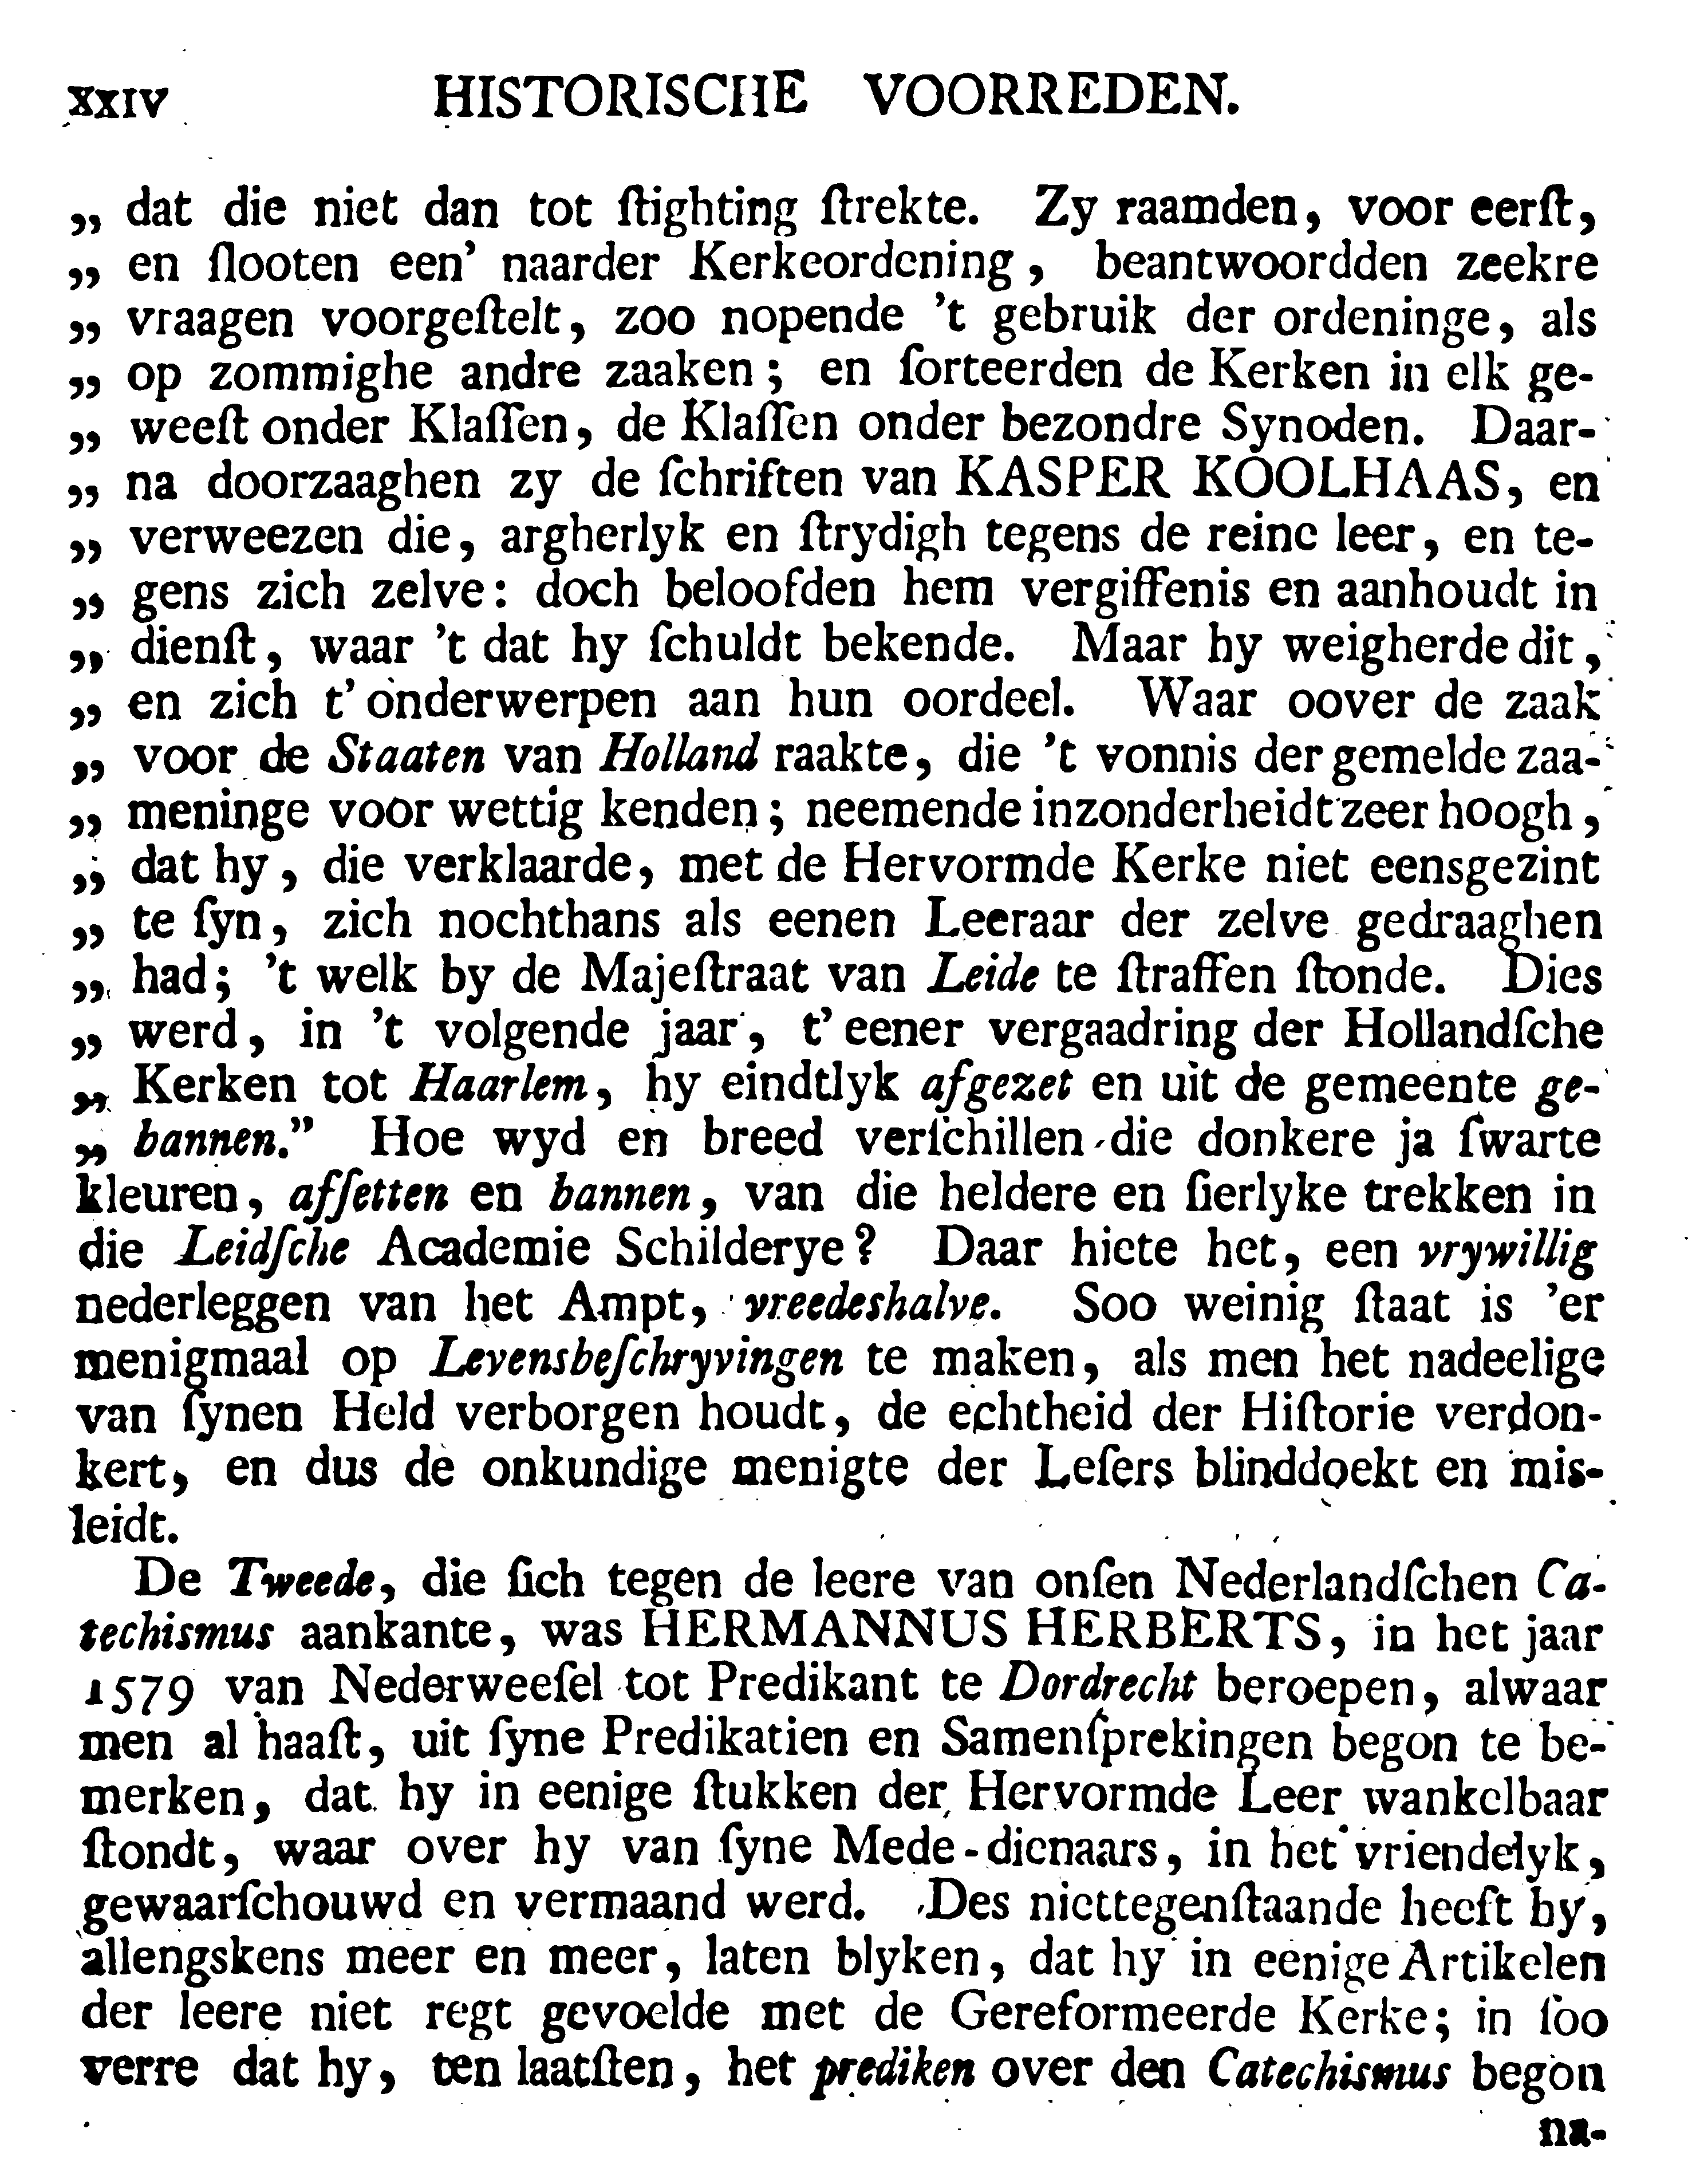 xxiv HISTORISCHE VOORREDEN.
„ dat die niet dan tot ſtighting ſtrekte. Zy raamden, voor eerſt,
„ en ſlooten een’ naarder Kerkeordening, beantwoordden zeekre
„ vraagen voorgeſtelt, zoo nopende ’t gebruik der ordeninge, als
„ op zommighe andre zaaken; en ſorteerden de Kerken in elk ge-
„ weeſt onder Klaſſen, de Klaſſen onder bezondre Synoden. Daar-
„ na doorzaaghen zy de ſchriften van KASPER KOOLHAAS, en
„ verweezen die, argherlyk en ſtrydigh tegens de reine leer, en te-
„ gens zich zelve: doch beloofden hem vergiffenis en aanhoudt in
„ dienſt, waar ’t dat hy ſchuldt bekende. Maar hy weigherde dit,
„ en zich t’onderwerpen aan hun oordeel. Waar oover de zaak
„ voor de Staaten van Holland raakte, die ’t vonnis der gemelde zaa-
„ meninge voor wettig kenden; neemende inzonderheidt zeer hoogh,
„ dat hy, die verklaarde, met de Hervormde Kerke niet eensgezint
„ te ſyn, zich nochthans als eenen Leeraar der zelve gedraaghen
„ had; ’t welk by de Majeſtraat van Leide te ſtraffen ſtonde. Dies
„ werd, in ’t volgende jaar, t’eener vergaadring der Hollandſche
„ Kerken tot Haarlem, hy eindtlyk afgezet en uit de gemeente ge-
„ bannen.” Hoe wyd en breed verſchillen die donkere ja ſwarte
kleuren, afſetten en bannen, van die heldere en ſierlyke trekken in
die Leidſche Academie Schilderye? Daar hiete het, een vrywillig
nederleggen van het Ampt, vreedeshalve. Soo weinig ſtaat is ’er
menigmaal op Levensbeſchryvingen te maken, als men het nadeelige
van ſynen Held verborgen houdt, de echtheid der Hiſtorie verdon-
kert, en dus de onkundige menigte der Leſers blinddoekt en mis-
leidt.
De Tweede, die ſich tegen de leere van onſen Nederlandſchen Ca-
techismus aankante, was HERMANNUS HERBERTS, in het jaar
1579 van Nederweeſel tot Predikant te Dordrecht beroepen, alwaar
men al haaſt, uit ſyne Predikatien en Samenſprekingen begon te be-
merken, dat hy in eenige ſtukken der Hervormde Leer wankelbaar
ſtondt, waar over hy van ſyne Mede-dienaars, in het vriendelyk,
gewaarſchouwd en vermaand werd. Des niettegenſtaande heeft hy,
allengskens meer en meer, laten blyken, dat hy in eenige Artikelen
der leere niet regt gevoelde met de Gereformeerde Kerke; in ſoo
verre dat hy, ten laatſten, het prediken over den Catechismus begon
na-